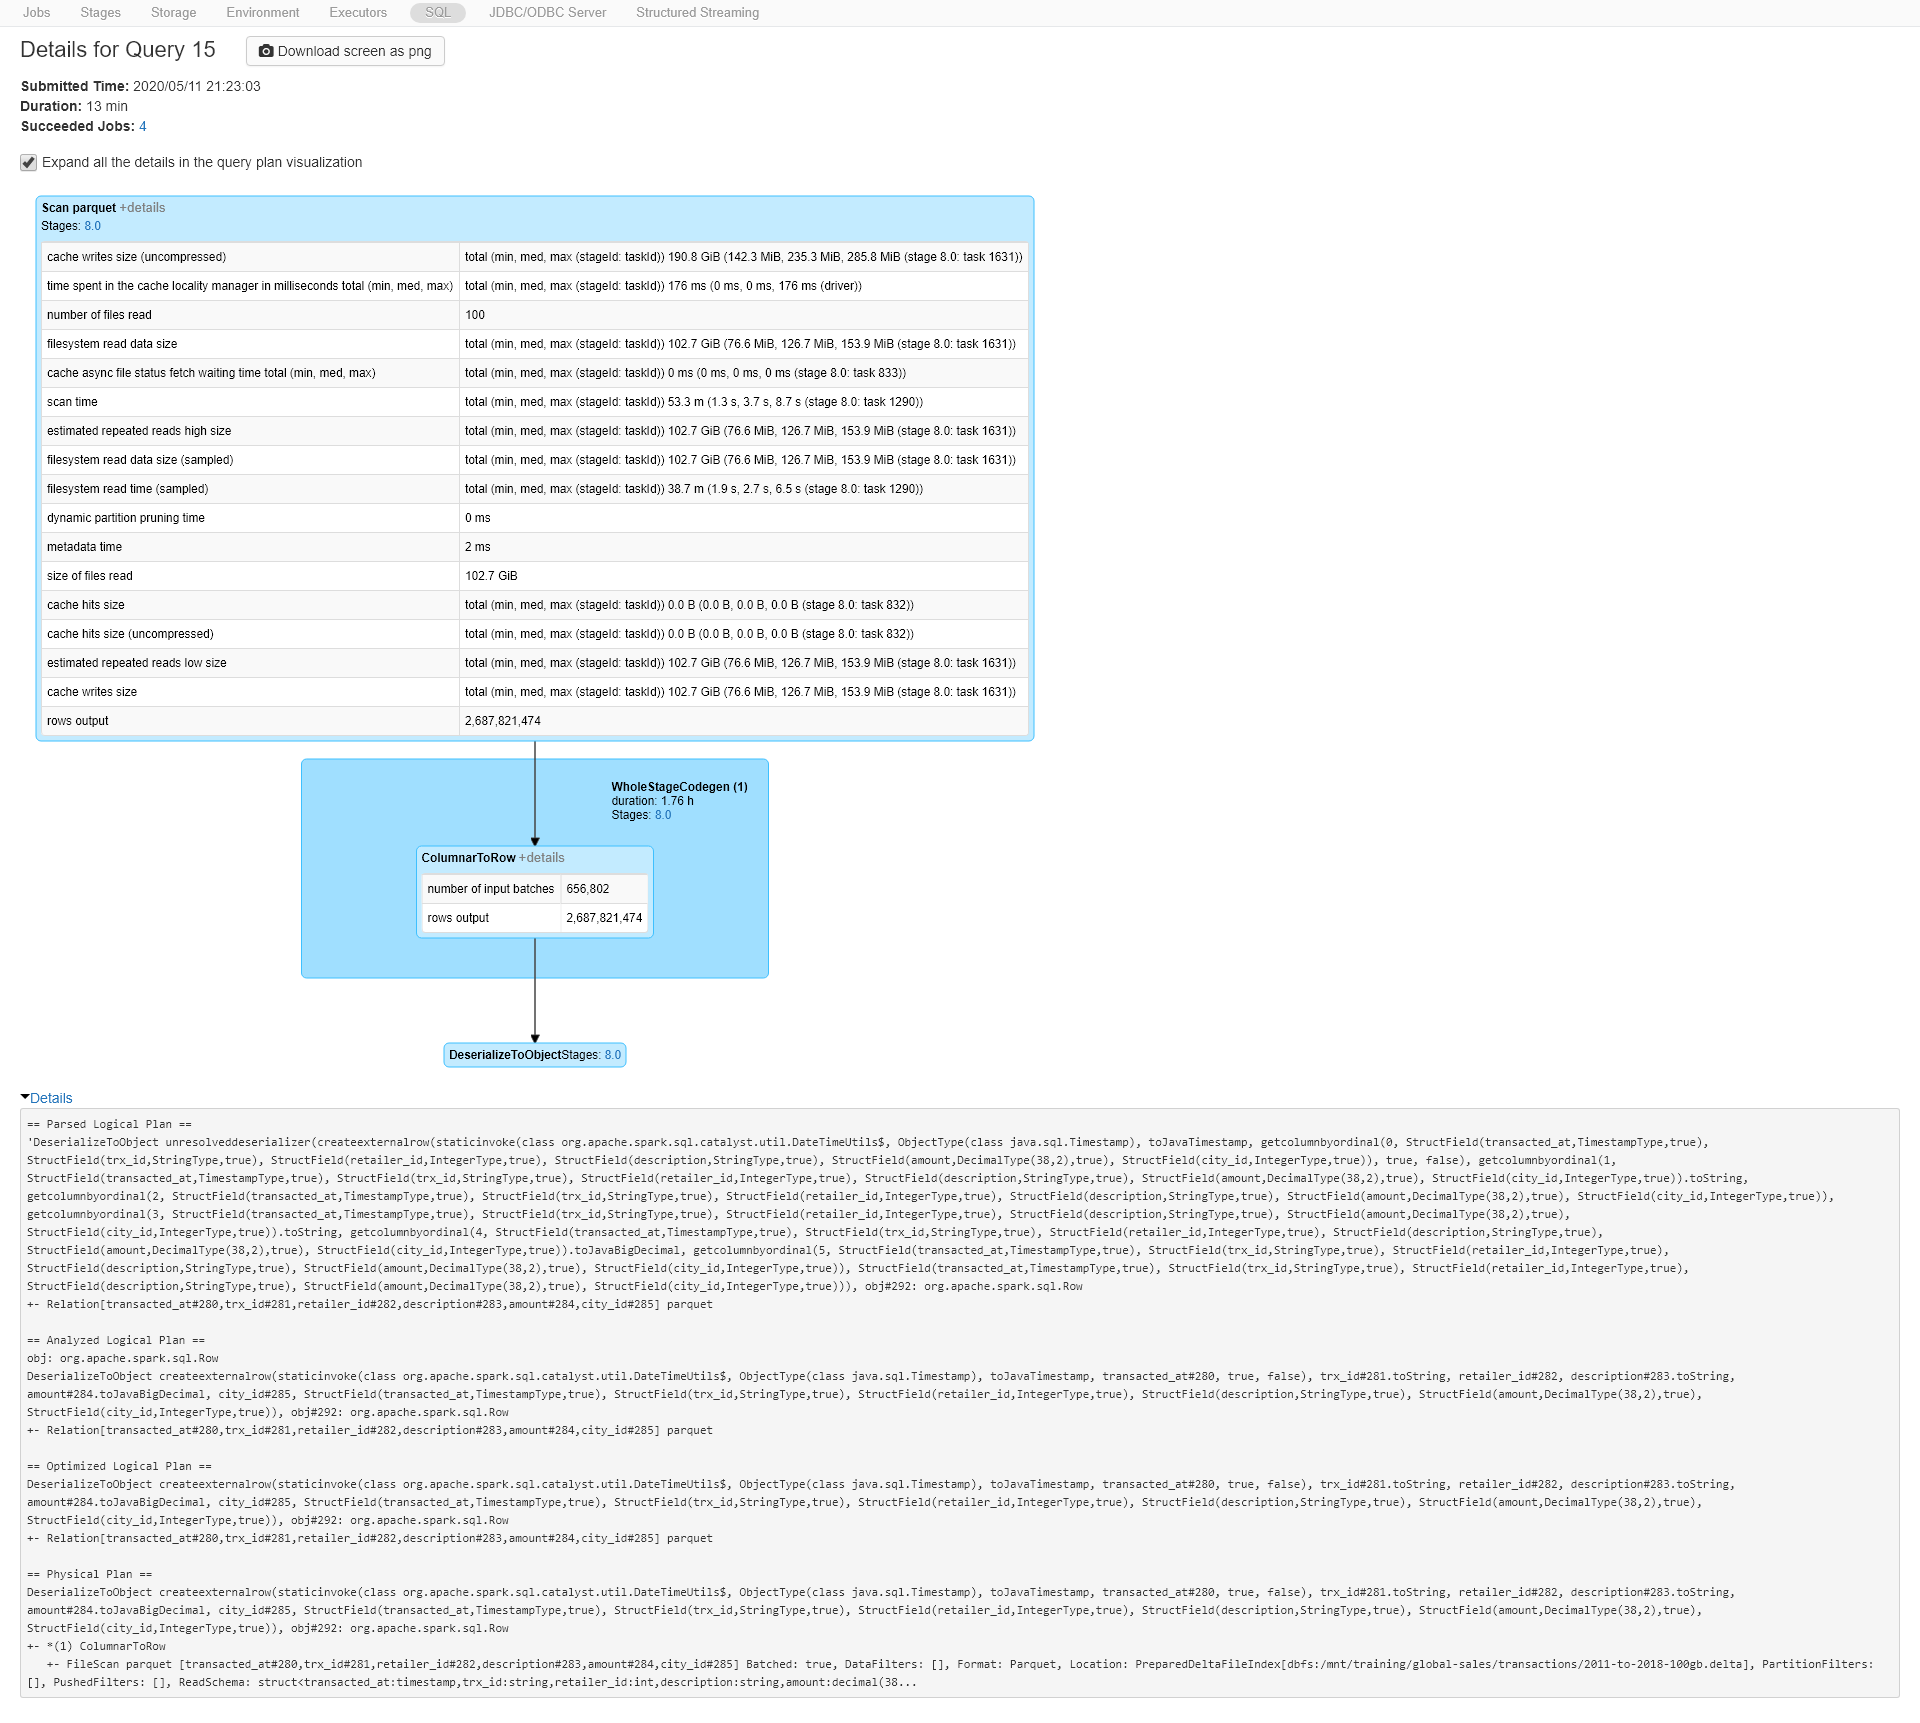 Jobs Stages Storage Environment Executors SQL JDBC/ODBC Server Structured Streaming
Details for Query 15 Download screen as png
Submitted Time: 2020/05/11 21:23:03
Duration: 13 min
Succeeded Jobs: 4
Expand all the details in the query plan visualization
Scan parquet +details
Stages: 8.0
cache writes size (uncompressed) total (min, med, max (stageId: taskId)) 190.8 GiB (142.3 MiB, 235.3 MiB, 285.8 MiB (stage 8.0: task 1631))
time spent in the cache locality manager in milliseconds total (min, med, max) total (min, med, max (stageId: taskId)) 176 ms (0 ms, 0 ms, 176 ms (driver))
number of files read 100
filesystem read data size total (min, med, max (stageId: taskId)) 102.7 GiB (76.6 MiB, 126.7 MiB, 153.9 MiB (stage 8.0: task 1631))
cache async file status fetch waiting time total (min, med, max) total (min, med, max (stageId: taskId)) 0 ms (0 ms, 0 ms, 0 ms (stage 8.0: task 833))
scan time total (min, med, max (stageId: taskId)) 53.3 m (1.3 s, 3.7 s, 8.7 s (stage 8.0: task 1290))
estimated repeated reads high size total (min, med, max (stageId: taskId)) 102.7 GiB (76.6 MiB, 126.7 MiB, 153.9 MiB (stage 8.0: task 1631))
filesystem read data size (sampled) total (min, med, max (stageId: taskId)) 102.7 GiB (76.6 MiB, 126.7 MiB, 153.9 MiB (stage 8.0: task 1631))
filesystem read time (sampled) total (min, med, max (stageId: taskId)) 38.7 m (1.9 s, 2.7 s, 6.5 s (stage 8.0: task 1290))
dynamic partition pruning time 0 ms
metadata time 2 ms
size of files read 102.7 GiB
cache hits size total (min, med, max (stageId: taskId)) 0.0 B (0.0 B, 0.0 B, 0.0 B (stage 8.0: task 832))
cache hits size (uncompressed) total (min, med, max (stageId: taskId)) 0.0 B (0.0 B, 0.0 B, 0.0 B (stage 8.0: task 832))
estimated repeated reads low size total (min, med, max (stageId: taskId)) 102.7 GiB (76.6 MiB, 126.7 MiB, 153.9 MiB (stage 8.0: task 1631))
cache writes size total (min, med, max (stageId: taskId)) 102.7 GiB (76.6 MiB, 126.7 MiB, 153.9 MiB (stage 8.0: task 1631))
rows output 2,687,821,474
WholeStageCodegen (1)
duration: 1.76 h
Stages: 8.0
ColumnarToRow +details
number of input batches 656,802
rows output 2,687,821,474
DeserializeToObjectStages: 8.0
Details
== Parsed Logical Plan ==
'DeserializeToObject unresolveddeserializer(createexternalrow(staticinvoke(class org.apache.spark.sql.catalyst.util.DateTimeUtils$, ObjectType(class java.sql.Timestamp), toJavaTimestamp, getcolumnbyordinal(0, StructField(transacted_at,TimestampType,true),
StructField(trx_id,StringType,true), StructField(retailer_id,IntegerType,true), StructField(description,StringType,true), StructField(amount,DecimalType(38,2),true), StructField(city_id,IntegerType,true)), true, false), getcolumnbyordinal(1,
StructField(transacted_at,TimestampType,true), StructField(trx_id,StringType,true), StructField(retailer_id,IntegerType,true), StructField(description,StringType,true), StructField(amount,DecimalType(38,2),true), StructField(city_id,IntegerType,true)).toString,
getcolumnbyordinal(2, StructField(transacted_at,TimestampType,true), StructField(trx_id,StringType,true), StructField(retailer_id,IntegerType,true), StructField(description,StringType,true), StructField(amount,DecimalType(38,2),true), StructField(city_id,IntegerType,true)),
getcolumnbyordinal(3, StructField(transacted_at,TimestampType,true), StructField(trx_id,StringType,true), StructField(retailer_id,IntegerType,true), StructField(description,StringType,true), StructField(amount,DecimalType(38,2),true),
StructField(city_id,IntegerType,true)).toString, getcolumnbyordinal(4, StructField(transacted_at,TimestampType,true), StructField(trx_id,StringType,true), StructField(retailer_id,IntegerType,true), StructField(description,StringType,true),
StructField(amount,DecimalType(38,2),true), StructField(city_id,IntegerType,true)).toJavaBigDecimal, getcolumnbyordinal(5, StructField(transacted_at,TimestampType,true), StructField(trx_id,StringType,true), StructField(retailer_id,IntegerType,true),
StructField(description,StringType,true), StructField(amount,DecimalType(38,2),true), StructField(city_id,IntegerType,true)), StructField(transacted_at,TimestampType,true), StructField(trx_id,StringType,true), StructField(retailer_id,IntegerType,true),
StructField(description,StringType,true), StructField(amount,DecimalType(38,2),true), StructField(city_id,IntegerType,true))), obj#292: org.apache.spark.sql.Row
+- Relation[transacted_at#280,trx_id#281,retailer_id#282,description#283,amount#284,city_id#285] parquet
== Analyzed Logical Plan ==
obj: org.apache.spark.sql.Row
DeserializeToObject createexternalrow(staticinvoke(class org.apache.spark.sql.catalyst.util.DateTimeUtils$, ObjectType(class java.sql.Timestamp), toJavaTimestamp, transacted_at#280, true, false), trx_id#281.toString, retailer_id#282, description#283.toString,
amount#284.toJavaBigDecimal, city_id#285, StructField(transacted_at,TimestampType,true), StructField(trx_id,StringType,true), StructField(retailer_id,IntegerType,true), StructField(description,StringType,true), StructField(amount,DecimalType(38,2),true),
StructField(city_id,IntegerType,true)), obj#292: org.apache.spark.sql.Row
+- Relation[transacted_at#280,trx_id#281,retailer_id#282,description#283,amount#284,city_id#285] parquet
== Optimized Logical Plan ==
DeserializeToObject createexternalrow(staticinvoke(class org.apache.spark.sql.catalyst.util.DateTimeUtils$, ObjectType(class java.sql.Timestamp), toJavaTimestamp, transacted_at#280, true, false), trx_id#281.toString, retailer_id#282, description#283.toString,
amount#284.toJavaBigDecimal, city_id#285, StructField(transacted_at,TimestampType,true), StructField(trx_id,StringType,true), StructField(retailer_id,IntegerType,true), StructField(description,StringType,true), StructField(amount,DecimalType(38,2),true),
StructField(city_id,IntegerType,true)), obj#292: org.apache.spark.sql.Row
+- Relation[transacted_at#280,trx_id#281,retailer_id#282,description#283,amount#284,city_id#285] parquet
== Physical Plan ==
DeserializeToObject createexternalrow(staticinvoke(class org.apache.spark.sql.catalyst.util.DateTimeUtils$, ObjectType(class java.sql.Timestamp), toJavaTimestamp, transacted_at#280, true, false), trx_id#281.toString, retailer_id#282, description#283.toString,
amount#284.toJavaBigDecimal, city_id#285, StructField(transacted_at,TimestampType,true), StructField(trx_id,StringType,true), StructField(retailer_id,IntegerType,true), StructField(description,StringType,true), StructField(amount,DecimalType(38,2),true),
StructField(city_id,IntegerType,true)), obj#292: org.apache.spark.sql.Row
+- *(1) ColumnarToRow
+- FileScan parquet [transacted_at#280,trx_id#281,retailer_id#282,description#283,amount#284,city_id#285] Batched: true, DataFilters: [], Format: Parquet, Location: PreparedDeltaFileIndex[dbfs:/mnt/training/global-sales/transactions/2011-to-2018-100gb.delta], PartitionFilters:
[], PushedFilters: [], ReadSchema: struct<transacted_at:timestamp,trx_id:string,retailer_id:int,description:string,amount:decimal(38...